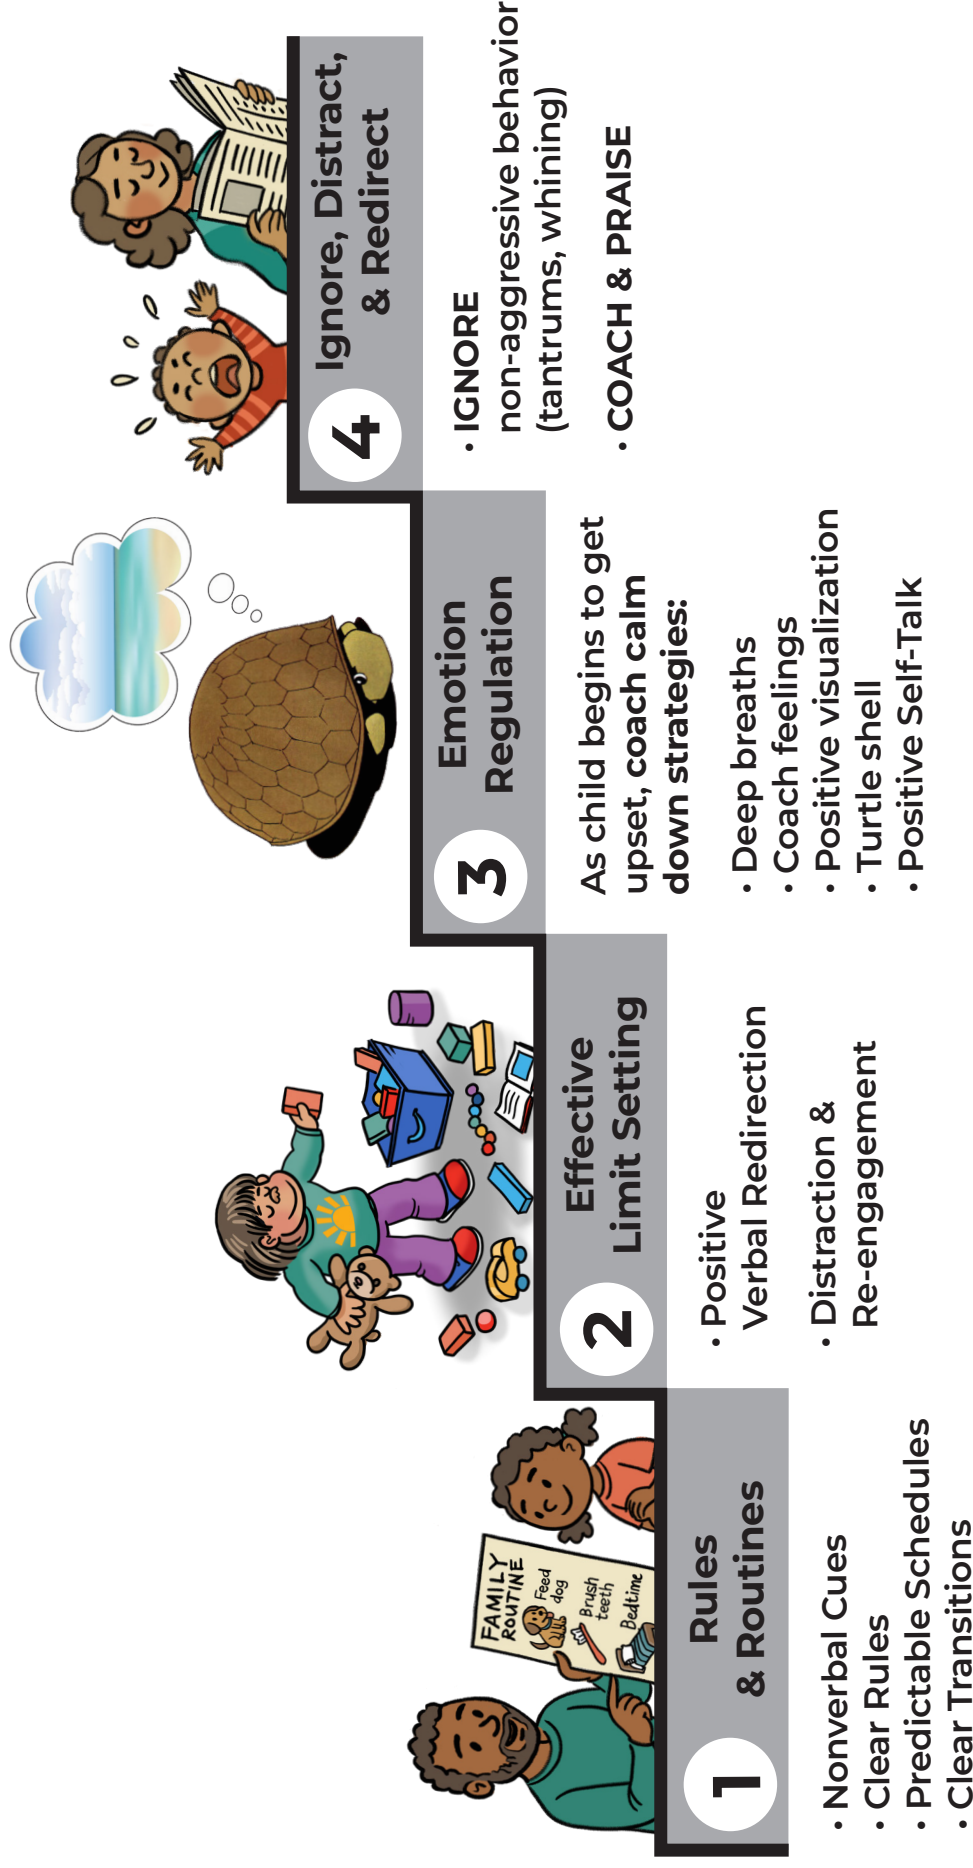 1
Rules
& Routines
FAMILY
ROUTINE
Feed
dog
Brush
teeth
Bedtime
• Nonverbal Cues
• Clear Rules
• Predictable Schedules
• Clear Transitions
2
Effective
Limit Setting
• Positive
Verbal Redirection
• Distraction &
Re-engagement
3
Emotion
Regulation
As child begins to get
upset, coach calm
down strategies:
• Deep breaths
• Coach feelings
• Positive visualization
• Turtle shell
• Positive Self-Talk
4
Ignore, Distract,
& Redirect
• IGNORE
non-aggressive behavior
(tantrums, whining)
• COACH & PRAISE